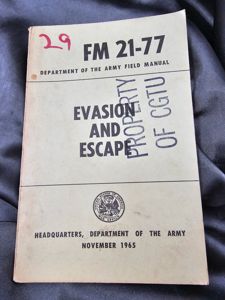 29
FM 21-77
DEPARTMENT OF THE ARMY FIELD MANUAL
EVASION
AND
ESCAPE
PROPERTY
OF CGTU
HEADQUARTERS, DEPARTMENT OF THE ARMY
NOVEMBER 1965